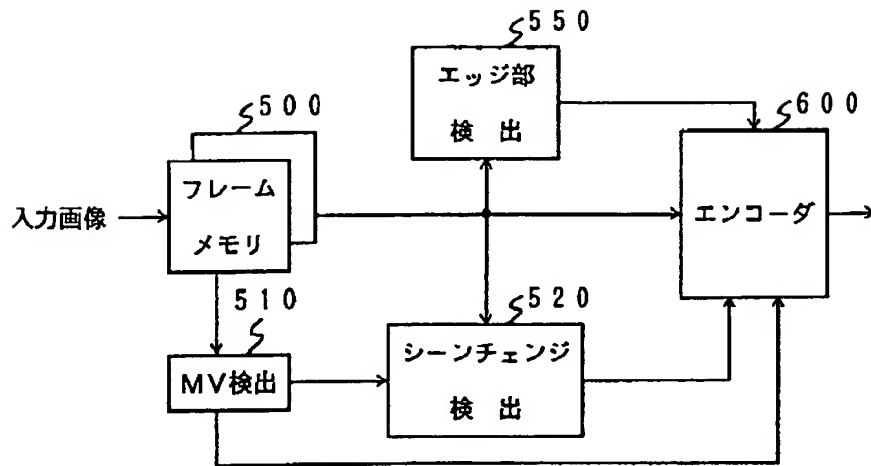 ５５０
エッジ部
検 出
５００
６００
フレーム
メモリ
入力画像
エンコーダ
５１０
５２０
ＭＶ検出
シーンチェンジ
検 出